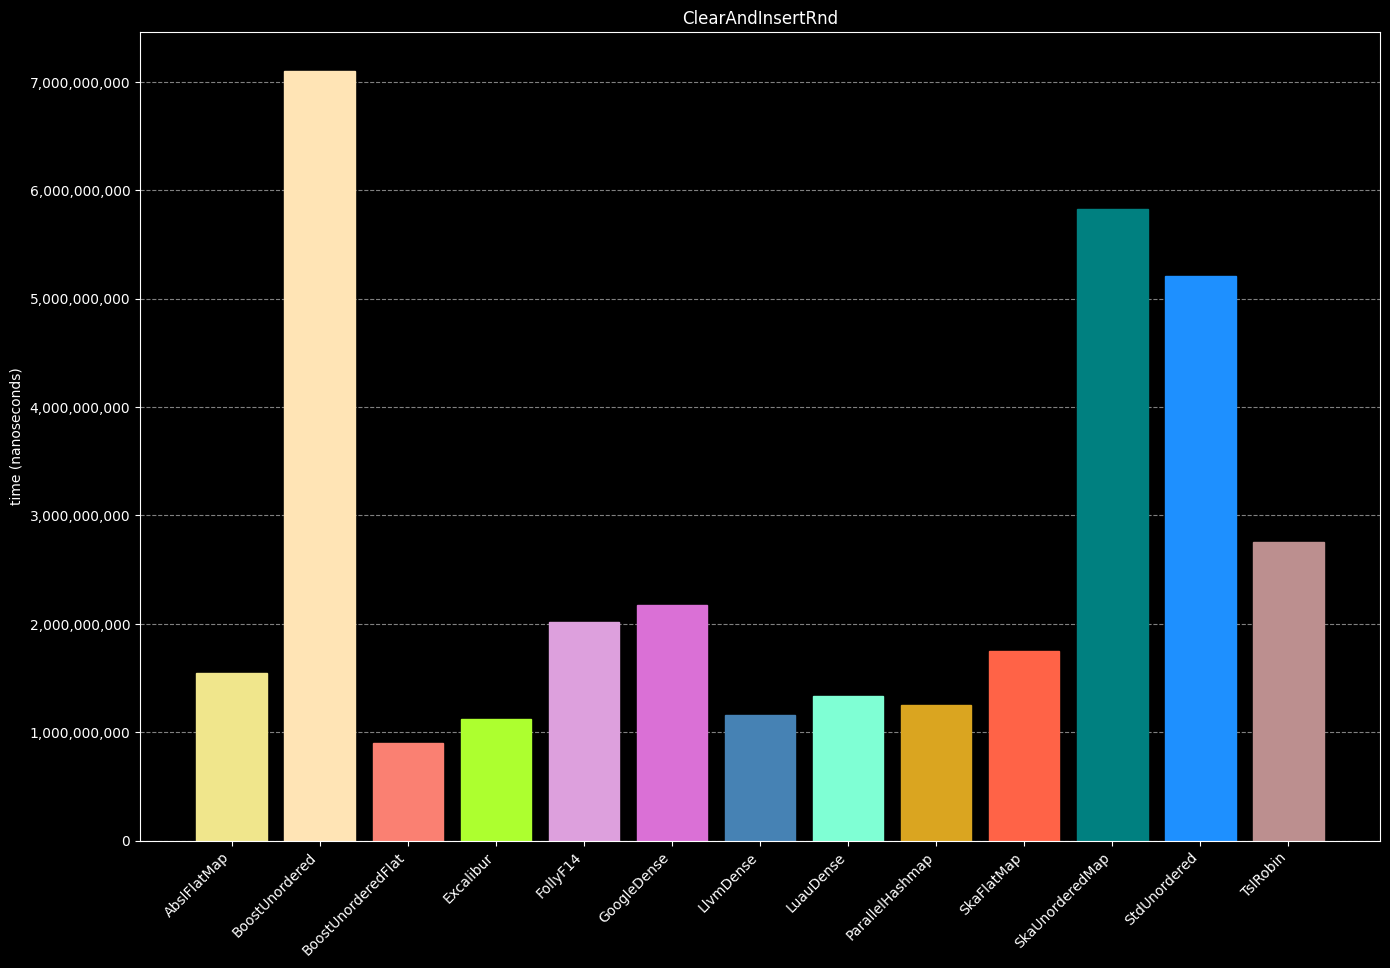 ClearAndInsertRnd
7,000,000,000
6,000,000,000
5,000,000,000
4,000,000,000
3,000,000,000
2,000,000,000
1,000,000,000
0
time (nanoseconds)
AbslFlatMap
BoostUnordered
BoostUnorderedFlat
Excalibur
FollyF14
GoogleDense
LlvmDense
LuauDense
ParallelHashmap
SkaFlatMap
SkaUnorderedMap
StdUnordered
TslRobin